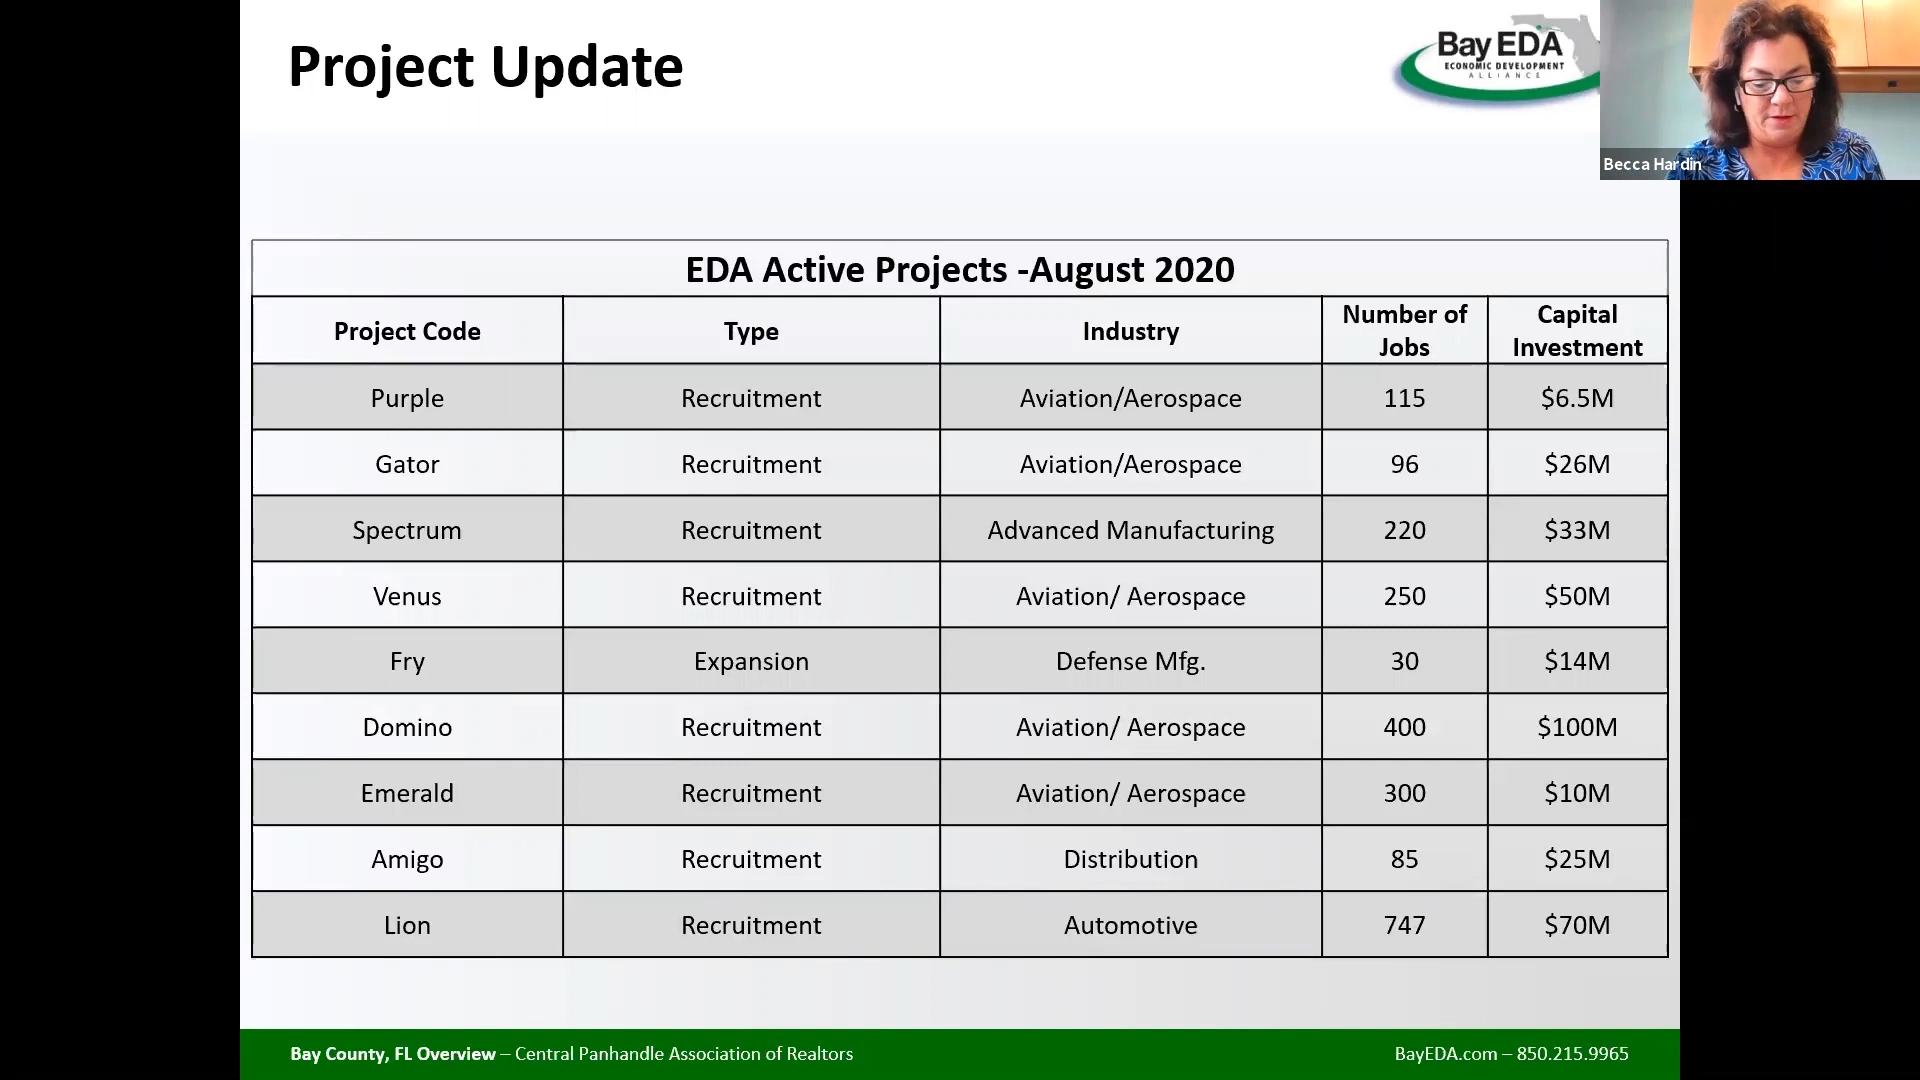 Project Update
Bay EDA
ECONOMIC DEVELOPMENT
ALLIANCE
Becca Hardin
EDA Active Projects -August 2020
Project Code Type Industry Number of Jobs Capital Investment
Purple Recruitment Aviation/Aerospace 115 $6.5M
Gator Recruitment Aviation/Aerospace 96 $26M
Spectrum Recruitment Advanced Manufacturing 220 $33M
Venus Recruitment Aviation/ Aerospace 250 $50M
Fry Expansion Defense Mfg. 30 $14M
Domino Recruitment Aviation/ Aerospace 400 $100M
Emerald Recruitment Aviation/ Aerospace 300 $10M
Amigo Recruitment Distribution 85 $25M
Lion Recruitment Automotive 747 $70M
Bay County, FL Overview – Central Panhandle Association of Realtors
BayEDA.com – 850.215.9965